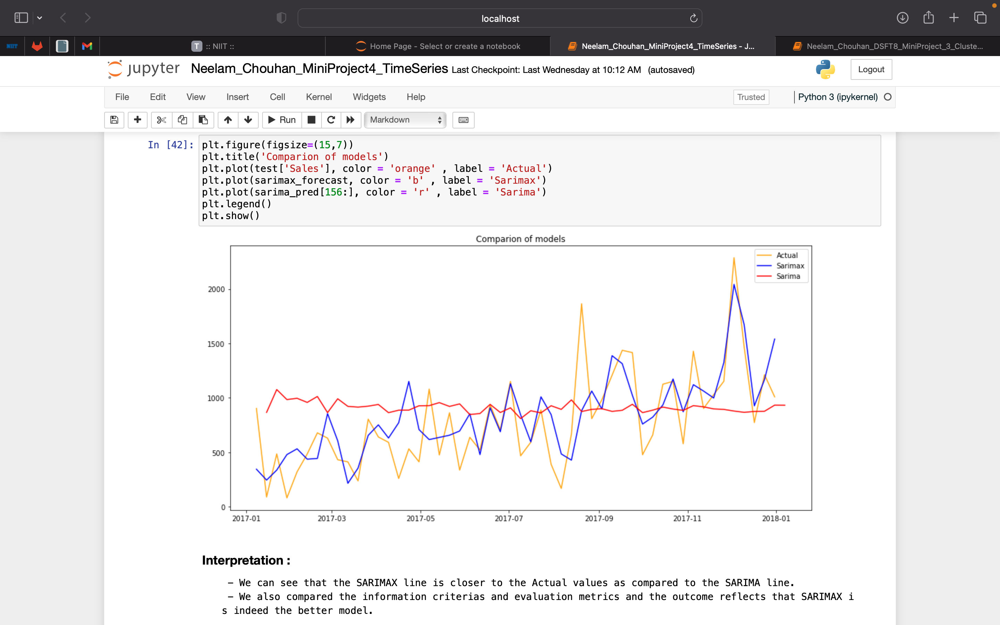 localhost
NIIT
T :: NIIT ::
Home Page - Select or create a notebook
Neelam_Chouhan_MiniProject4_TimeSeries - J...
Neelam_Chouhan_DSFT8_MiniProject_3_Cluste...
jupyter Neelam_Chouhan_MiniProject4_TimeSeries Last Checkpoint: Last Wednesday at 10:12 AM (autosaved)
Logout
File Edit View Insert Cell Kernel Widgets Help
Trusted
Python 3 (ipykernel)
Run
Markdown
In [42]:
plt.figure(figsize=(15,7))
plt.title('Comparion of models')
plt.plot(test['Sales'], color = 'orange' , label = 'Actual')
plt.plot(sarimax_forecast, color = 'b' , label = 'Sarimax')
plt.plot(sarima_pred[156:], color = 'r' , label = 'Sarima')
plt.legend()
plt.show()
Comparion of models
Actual
Sarimax
Sarima
2000
1500
1000
500
0
2017-01 2017-03 2017-05 2017-07 2017-09 2017-11 2018-01
Interpretation :
– We can see that the SARIMAX line is closer to the Actual values as compared to the SARIMA line.
– We also compared the information criterias and evaluation metrics and the outcome reflects that SARIMAX i
s indeed the better model.